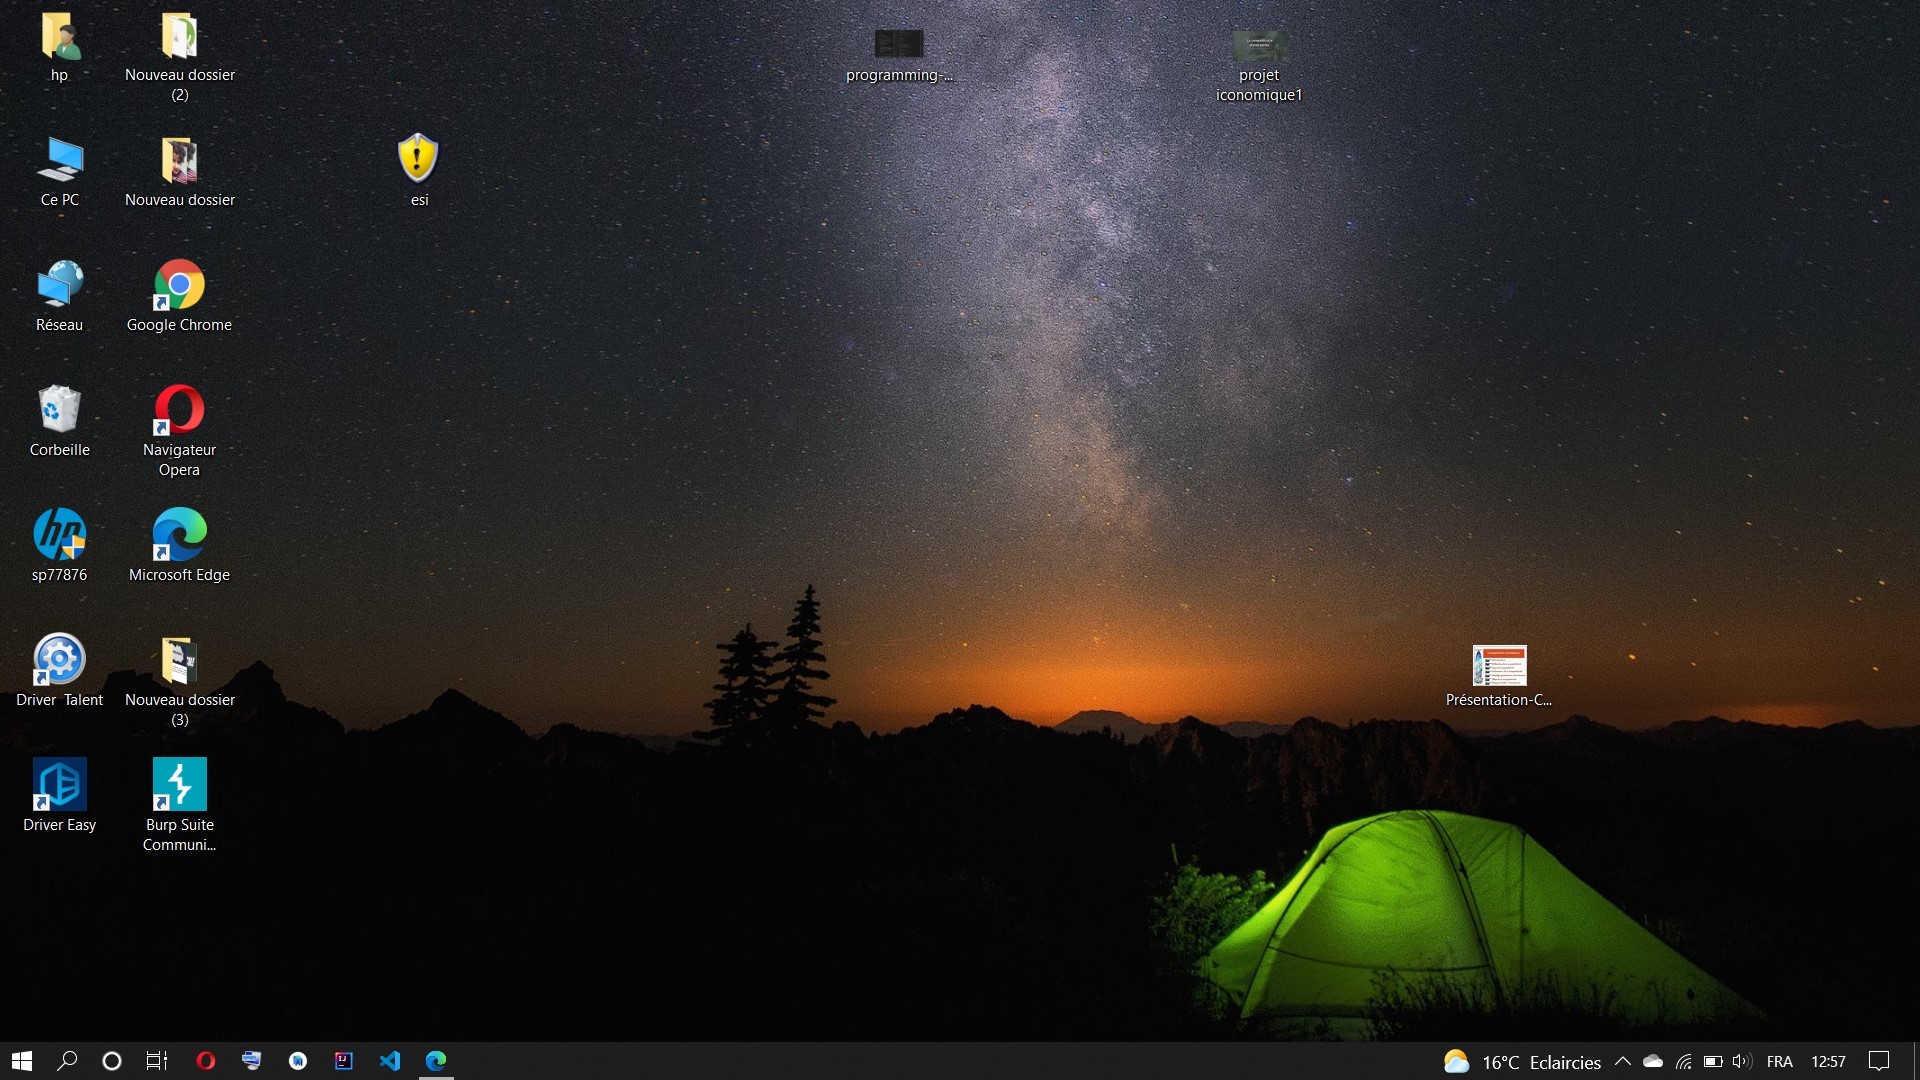 hp
Nouveau dossier
(2)
programming-...
projet
iconomique1
Ce PC
Nouveau dossier
esi
Réseau
Google Chrome
Corbeille
Navigateur
Opera
sp77876
Microsoft Edge
Driver Talent
Nouveau dossier
(3)
Présentation-C...
Driver Easy
Burp Suite
Communi...
16°C Eclaircies
FRA
12:57